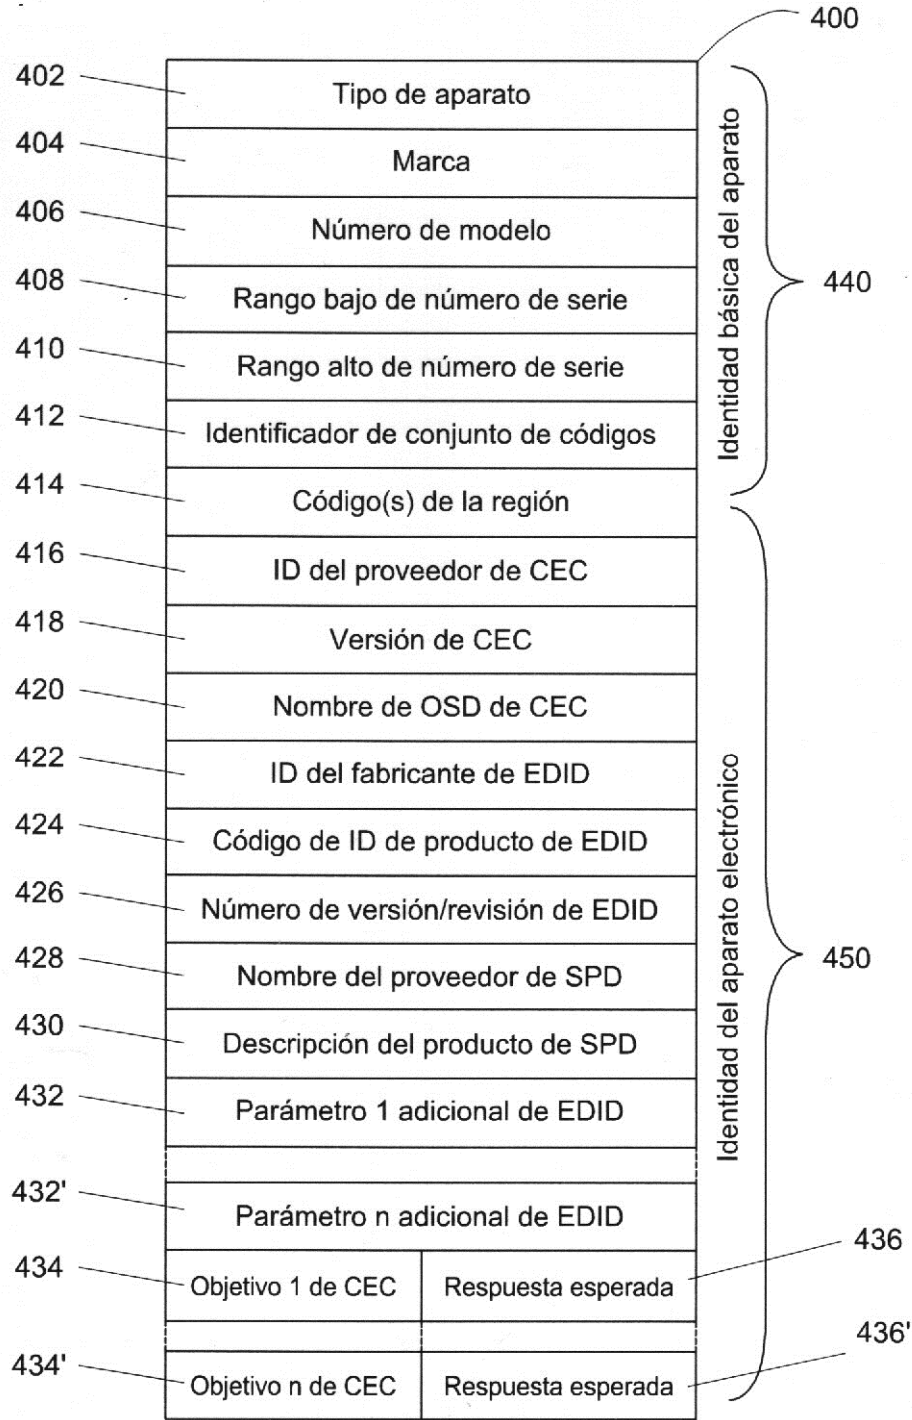 400
402 Tipo de aparato
404 Marca
406 Número de modelo
408 Rango bajo de número de serie
410 Rango alto de número de serie
412 Identificador de conjunto de códigos
Identidad básica del aparato
440
414 Código(s) de la región
416 ID del proveedor de CEC
418 Versión de CEC
420 Nombre de OSD de CEC
422 ID del fabricante de EDID
424 Código de ID de producto de EDID
426 Número de versión/revisión de EDID
428 Nombre del proveedor de SPD
430 Descripción del producto de SPD
432 Parámetro 1 adicional de EDID
432' Parámetro n adicional de EDID
434 Objetivo 1 de CEC Respuesta esperada 436
434' Objetivo n de CEC Respuesta esperada 436'
Identidad del aparato electrónico
450